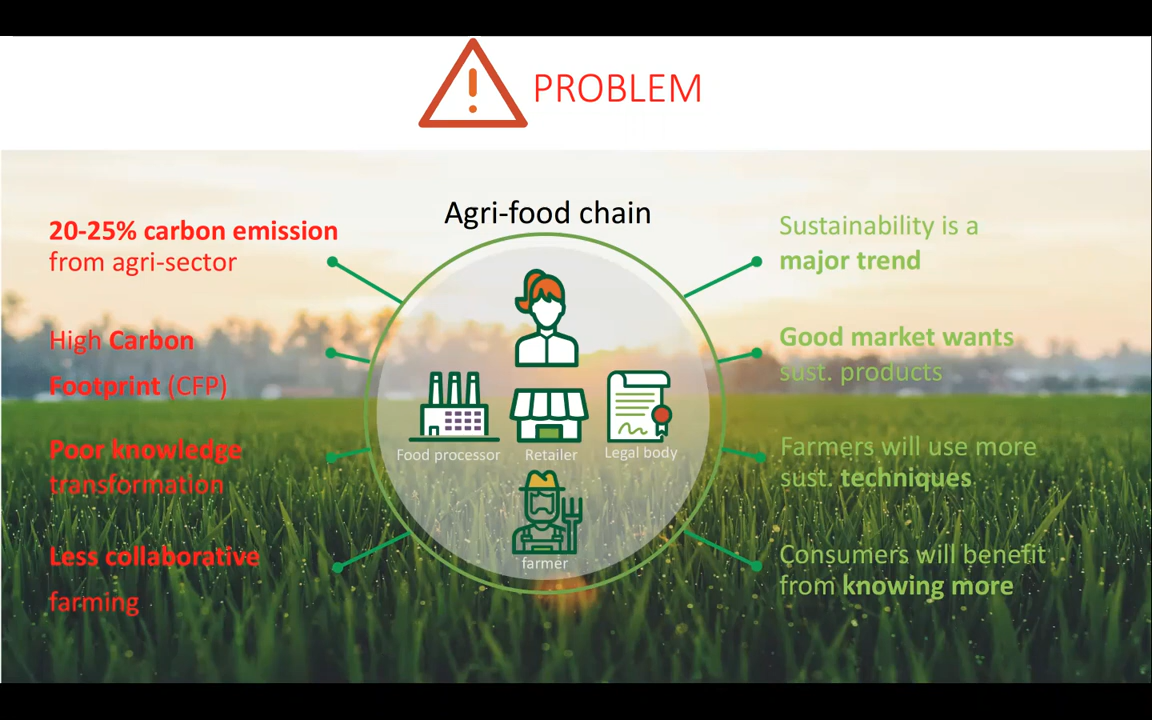 PROBLEM
Agri-food chain
20-25% carbon emission
from agri-sector
High Carbon
Footprint (CFP)
Poor knowledge
transformation
Less collaborative
farming
Food processor
Retailer
Legal body
farmer
Sustainability is a
major trend
Good market wants
sust. products
Farmers will use more
sust. techniques
Consumers will benefit
from knowing more